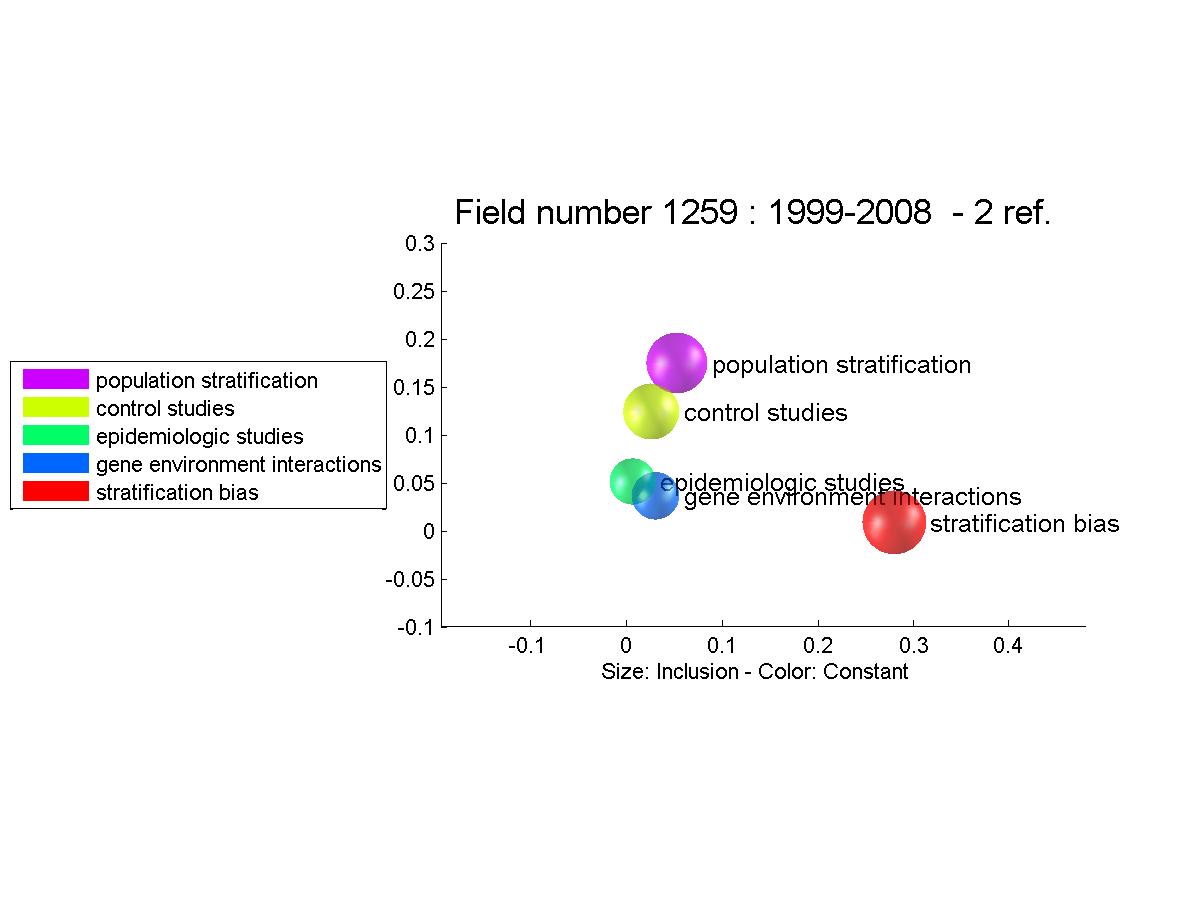 Field number 1259 : 1999-2008  - 2 ref.
0.3
0.25
0.2
0.15
0.1
0.05
0
-0.05
-0.1
population stratification
control studies
epidemiologic studies
gene environment interactions
stratification bias
population stratification
control studies
epidemiologic studies
gene environment interactions
stratification bias
-0.1 0 0.1 0.2 0.3 0.4
Size: Inclusion - Color: Constant